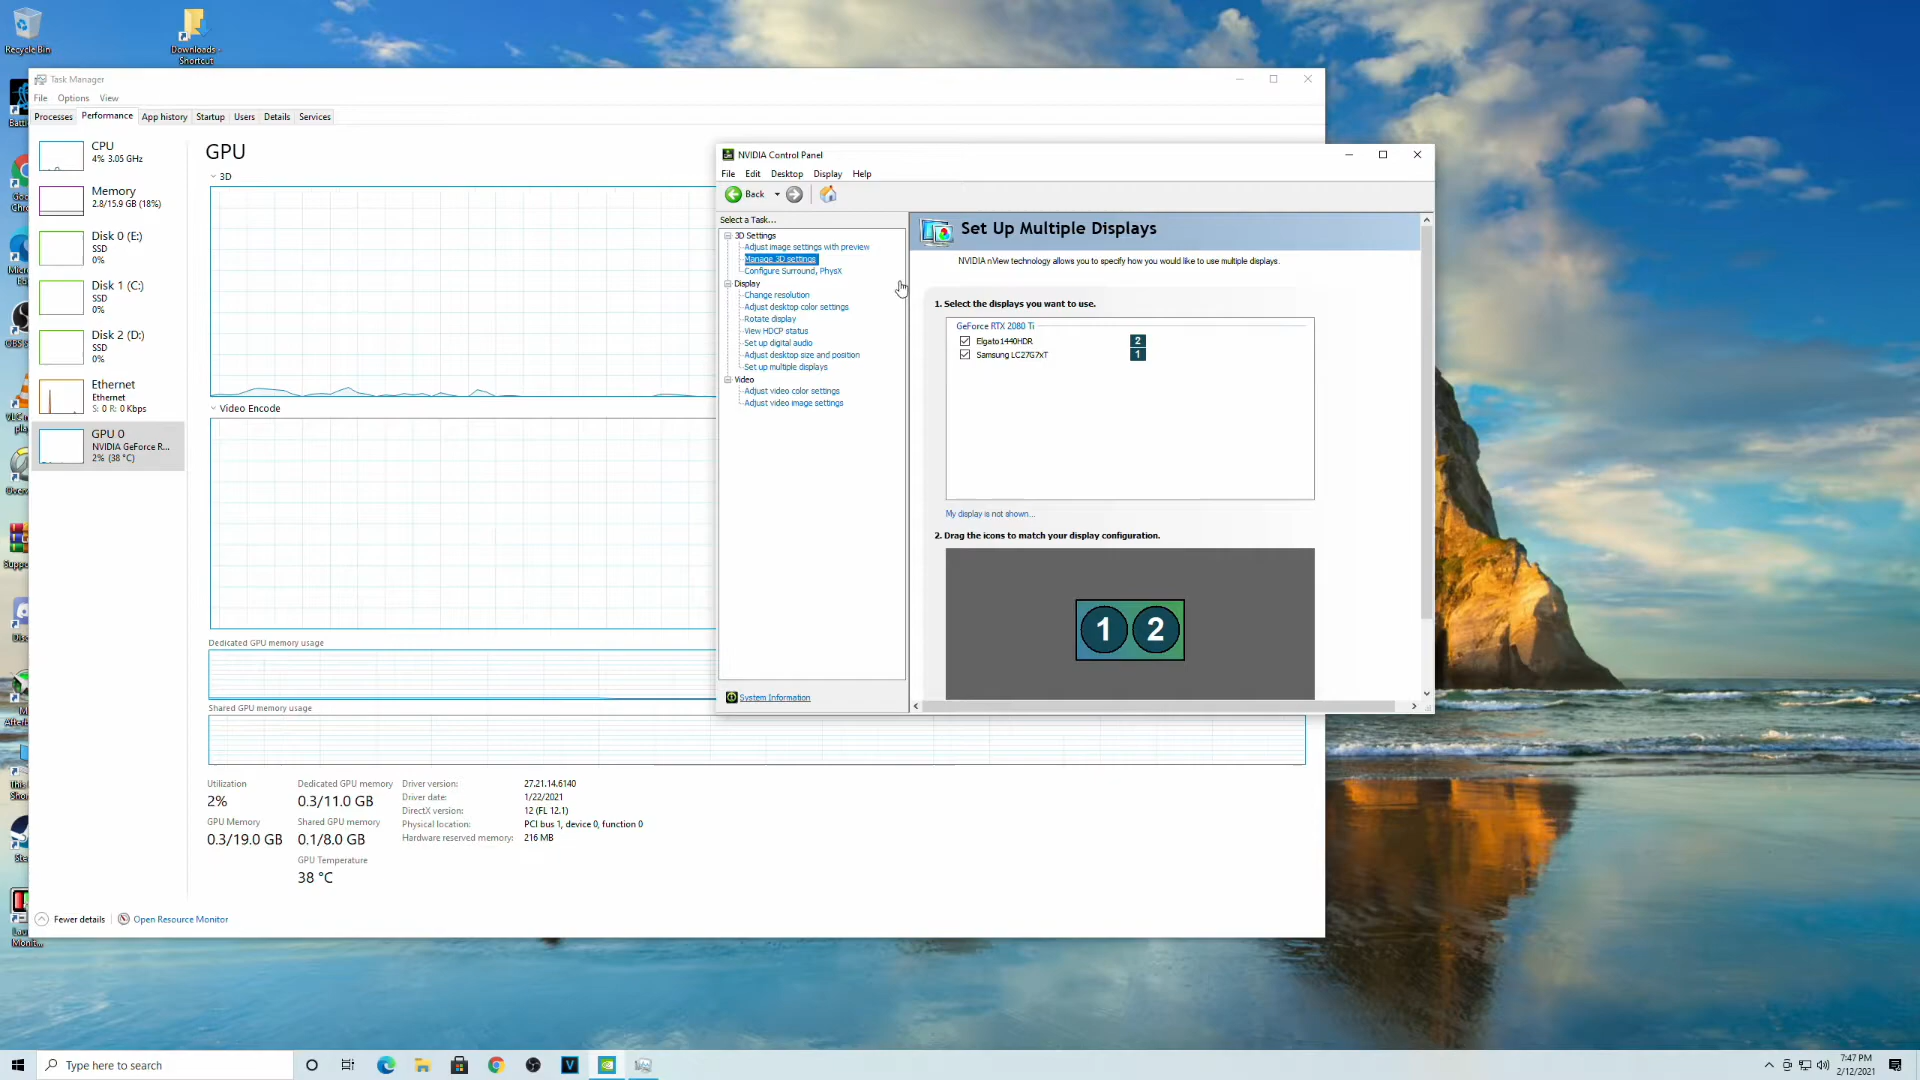 Recycle Bin
Downloads - Shortcut
Task Manager
File Options View
Processes Performance App history Startup Users Details Services
CPU
4% 3.05 GHz
Memory
2.8/15.9 GB (18%)
Disk 0 (E:)
SSD
0%
Disk 1 (C:)
SSD
0%
Disk 2 (D:)
SSD
0%
Ethernet
Ethernet
S: 0 R: 0 Kbps
GPU 0
NVIDIA GeForce R...
2% (38 °C)
GPU
3D
Video Encode
Dedicated GPU memory usage
Shared GPU memory usage
Utilization
2%
Dedicated GPU memory
0.3/11.0 GB
GPU Memory
0.3/19.0 GB
Shared GPU memory
0.1/8.0 GB
GPU Temperature
38 °C
Driver version: 27.21.14.6140
Driver date: 1/22/2021
DirectX version: 12 (FL 12.1)
Physical location: PCI bus 1, device 0, function 0
Hardware reserved memory: 216 MB
Fewer details
Open Resource Monitor
NVIDIA Control Panel
File Edit Desktop Display Help
Back
Select a Task...
3D Settings
Adjust image settings with preview
Manage 3D settings
Configure Surround, PhysX
Display
Change resolution
Adjust desktop color settings
Rotate display
View HDCP status
Set up digital audio
Adjust desktop size and position
Set up multiple displays
Video
Adjust video color settings
Adjust video image settings
System Information
Set Up Multiple Displays
NVIDIA nView technology allows you to specify how you would like to use multiple displays.
1. Select the displays you want to use.
GeForce RTX 2080 Ti
Elgato1440HDR 2
Samsung LC27G7xT 1
My display is not shown...
2. Drag the icons to match your display configuration.
1 2
Type here to search
7:47 PM
2/12/2021